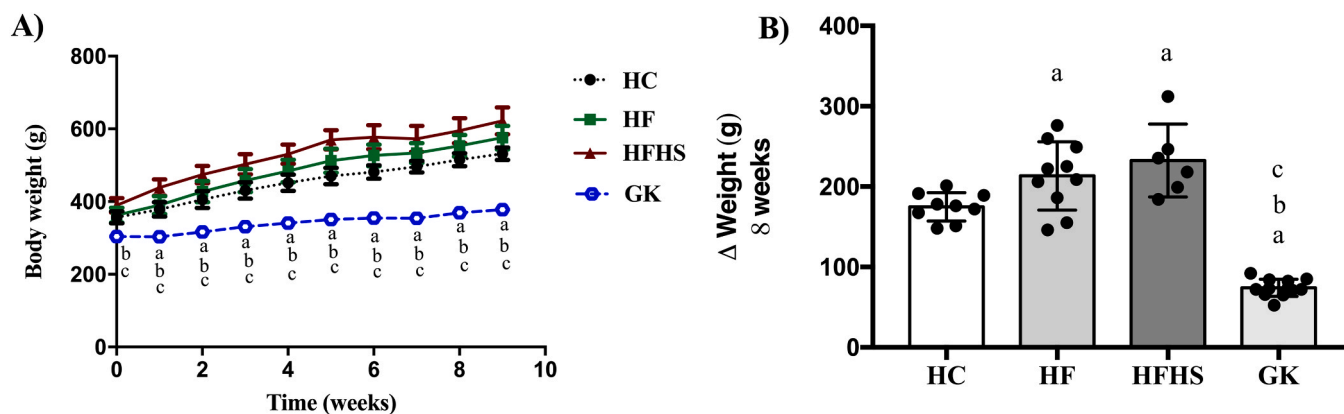 A)
Body weight (g)
800
600
400
200
0
0 2 4 6 8 10
Time (weeks)
b a a a a a a a a a
c b b b b b b b b b
c c c c c c c c c
HC
HF
HFHS
GK
B)
Δ Weight (g)
8 weeks
400
300
200
100
0
a
a
c
b
a
HC HF HFHS GK